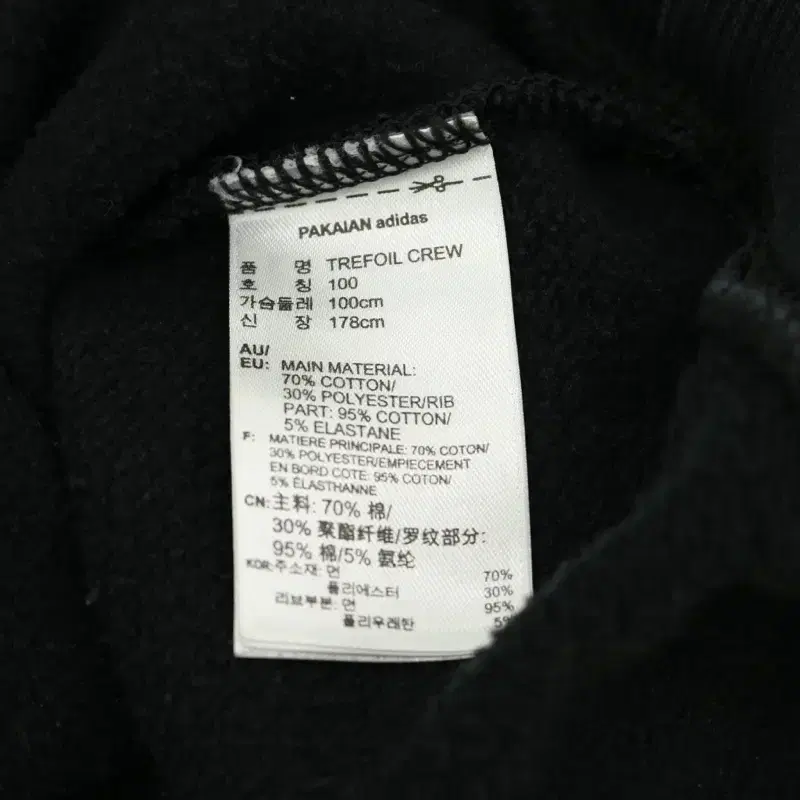 PAKAIAN adidas
품 명 TREFOIL CREW
호 칭 100
가슴둘레 100cm
신 장 178cm
AU/
EU: MAIN MATERIAL:
70% COTTON/
30% POLYESTER/RIB
PART: 95% COTTON/
5% ELASTANE
F: MATIERE PRINCIPALE: 70% COTON/
30% POLYESTER/EMPIECEMENT
EN BORD COTE: 95% COTON/
5% ÉLASTHANNE
CN: 主料: 70% 棉/
30% 聚酯纤维/罗纹部分:
95% 棉/5% 氨纶
KOR: 주소재: 면 70%
폴리에스터 30%
리브부분: 면 95%
폴리우레탄 5%